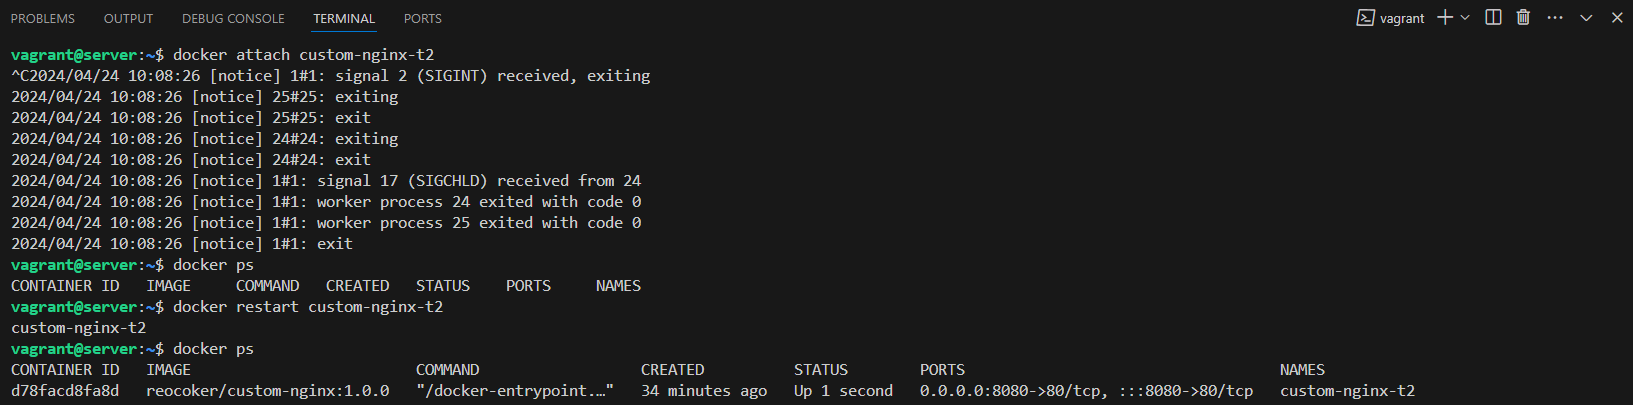 PROBLEMS OUTPUT DEBUG CONSOLE TERMINAL PORTS vagrant
vagrant@server:~$ docker attach custom-nginx-t2
^C2024/04/24 10:08:26 [notice] 1#1: signal 2 (SIGINT) received, exiting
2024/04/24 10:08:26 [notice] 25#25: exiting
2024/04/24 10:08:26 [notice] 25#25: exit
2024/04/24 10:08:26 [notice] 24#24: exiting
2024/04/24 10:08:26 [notice] 24#24: exit
2024/04/24 10:08:26 [notice] 1#1: signal 17 (SIGCHLD) received from 24
2024/04/24 10:08:26 [notice] 1#1: worker process 24 exited with code 0
2024/04/24 10:08:26 [notice] 1#1: worker process 25 exited with code 0
2024/04/24 10:08:26 [notice] 1#1: exit
vagrant@server:~$ docker ps
CONTAINER ID   IMAGE     COMMAND   CREATED   STATUS    PORTS     NAMES
vagrant@server:~$ docker restart custom-nginx-t2
custom-nginx-t2
vagrant@server:~$ docker ps
CONTAINER ID   IMAGE                         COMMAND                  CREATED          STATUS         PORTS                                   NAMES
d78facd8fa8d   reocoker/custom-nginx:1.0.0   "/docker-entrypoint.…"   34 minutes ago   Up 1 second    0.0.0.0:8080->80/tcp, :::8080->80/tcp   custom-nginx-t2